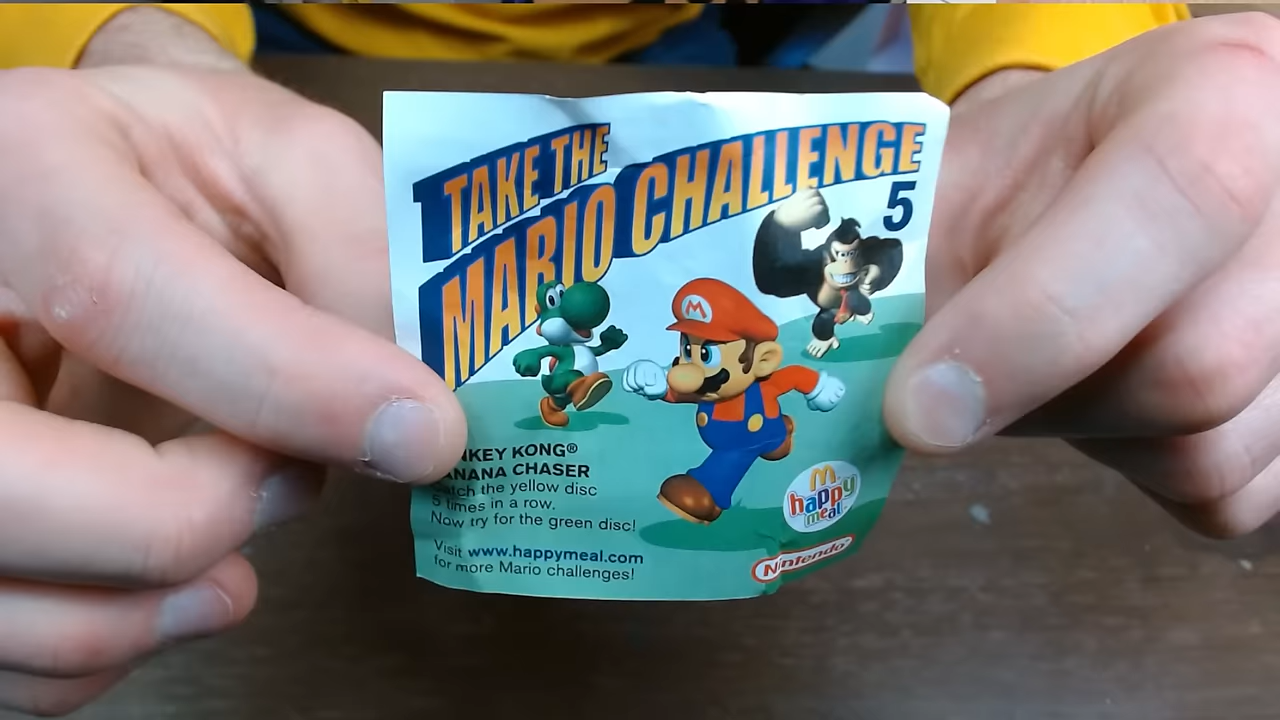 TAKE THE
MARIO CHALLENGE
5
M
NKEY KONG®
ANANA CHASER
atch the yellow disc
5 times in a row.
Now try for the green disc!
Visit www.happymeal.com
for more Mario challenges!
happy
meal
Nintendo